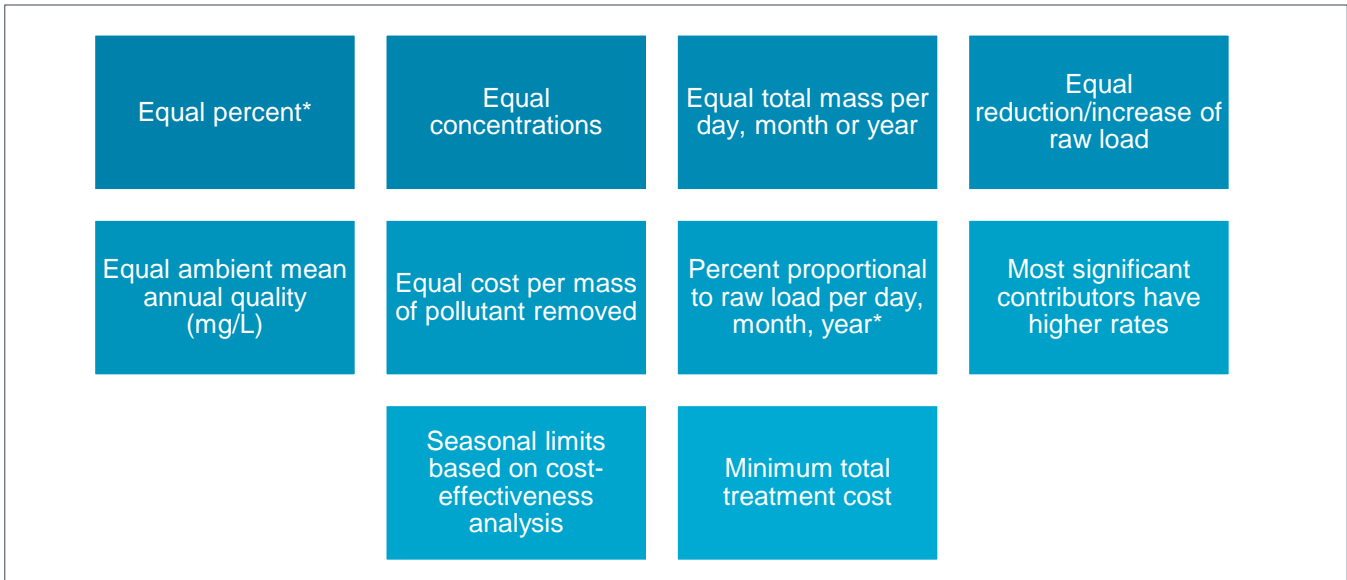 Equal percent*
Equal
concentrations
Equal total mass per
day, month or year
Equal
reduction/increase of
raw load
Equal ambient mean
annual quality
(mg/L)
Equal cost per mass
of pollutant removed
Percent proportional
to raw load per day,
month, year*
Most significant
contributors have
higher rates
Seasonal limits
based on cost-
effectiveness
analysis
Minimum total
treatment cost